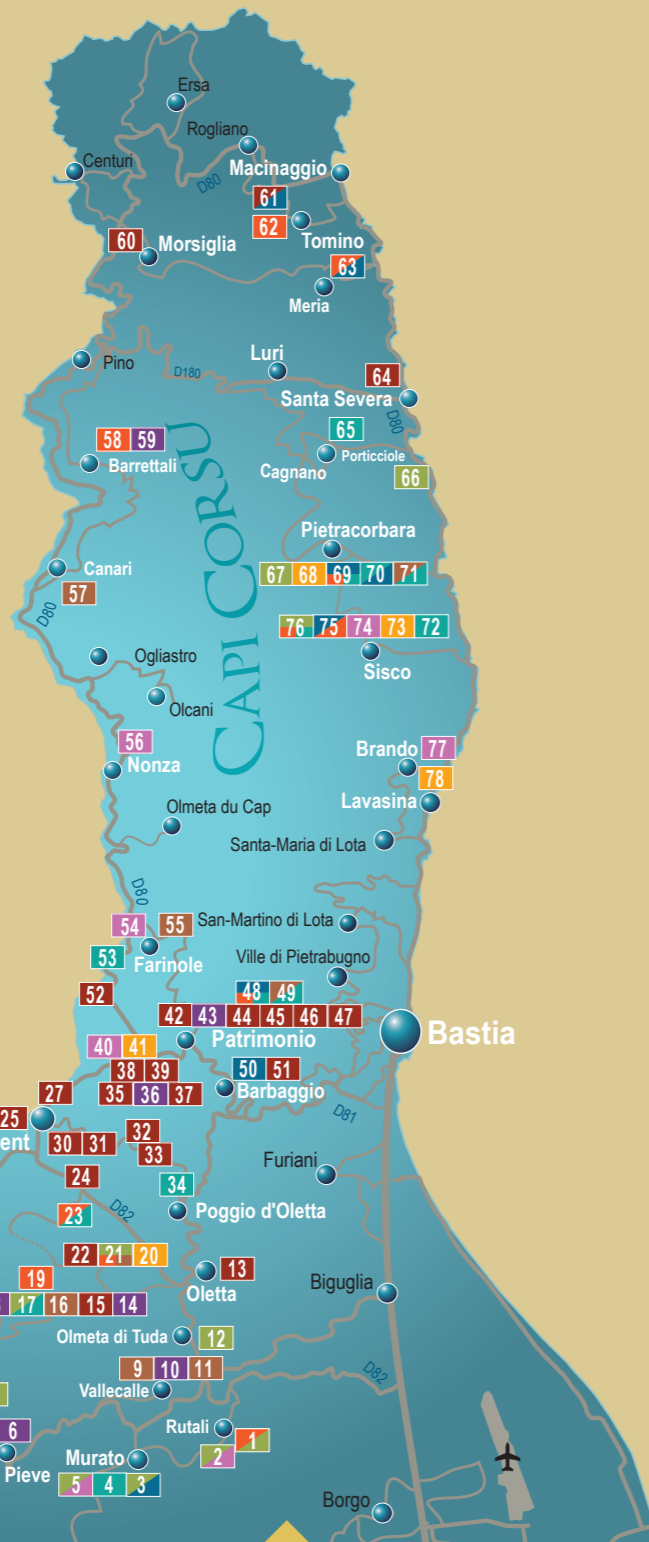 Ersa
Rogliano
Centuri
Macinaggio
D80
61
62
Tomino
60
Morsiglia
63
Meria
Luri
Pino
D180
64
Santa Severa
D80
65
58 59
Barrettali
Cagnano
Porticciole
66
CAPI CORSU
Pietracorbara
Canari
67 68 69 70 71
57
D80
76 75 74 73 72
Ogliastro
Sisco
Olcani
56
Nonza
Brando 77
78
Lavasina
Olmeta du Cap
Santa-Maria di Lota
D80
54 55
San-Martino di Lota
53
Farinole
Ville di Pietrabugno
52
48 49
42 43 44 45 46 47
Bastia
Patrimonio
40 41
38 39
50 51
27
35 36 37
Barbaggio
25
D81
ent
30 31
32
33
Furiani
24
34
D82
23
Poggio d'Oletta
22 21 20
19
13
Oletta
Biguglia
17 16 15 14
Olmeta di Tuda
12
9 10 11
D82
Vallecalle
6
Rutali
1
2
Pieve
Murato
5 4 3
Borgo